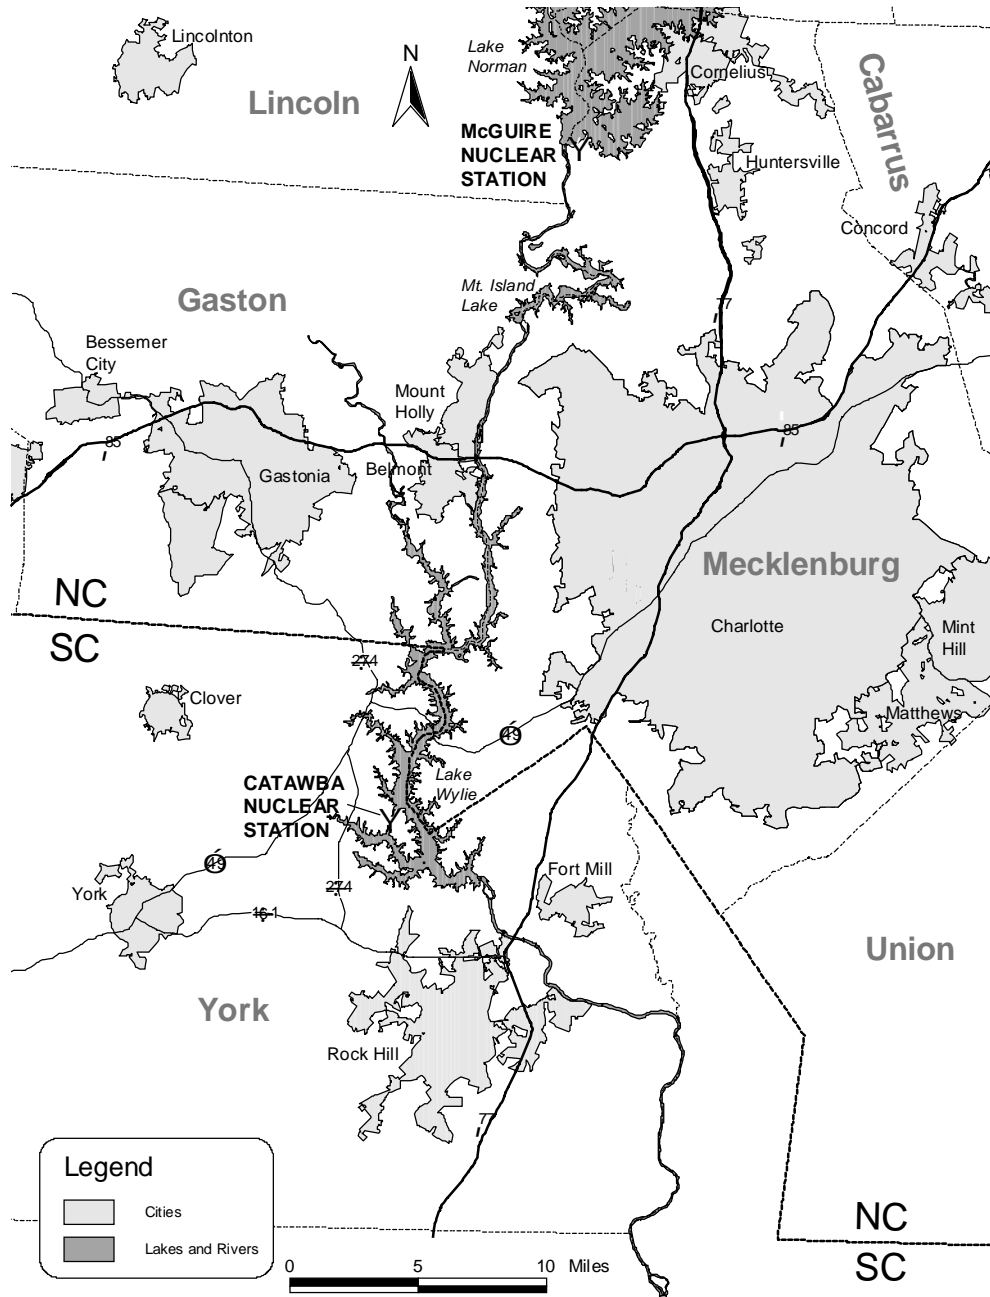 Lincolnton
Lake
Norman
Cornelius
N
Lincoln
Cabarrus
McGUIRE
NUCLEAR
STATION
Y
Huntersville
Concord
Mt. Island
Lake
Gaston
77
Bessemer
City
Mount
Holly
85
85
Belmont
Gastonia
Mecklenburg
NC
SC
Charlotte
Mint
Hill
274
Clover
Matthews
49
Lake
Wylie
CATAWBA
NUCLEAR
STATION
Y
49
Fort Mill
York
274
161
Union
York
Rock Hill
77
Legend
Cities
Lakes and Rivers
NC
SC
0 5 10 Miles